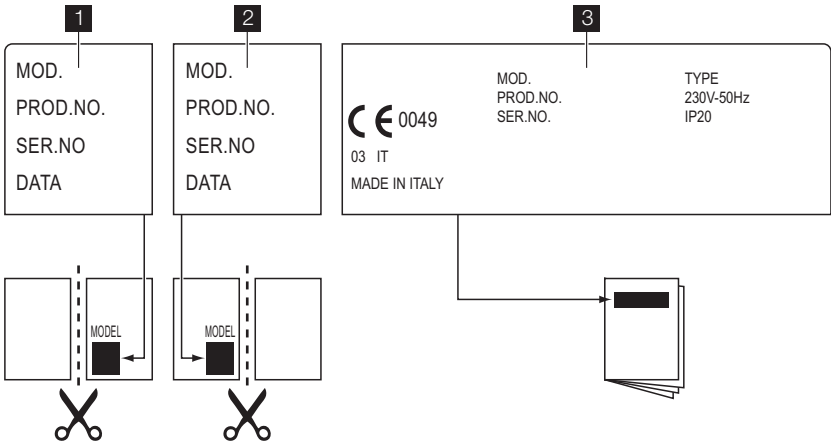 1
MOD.
PROD.NO.
SER.NO
DATA
MODEL
2
MOD.
PROD.NO.
SER.NO
DATA
MODEL
3
CE 0049
03 IT
MADE IN ITALY
MOD.
PROD.NO.
SER.NO.
TYPE
230V-50Hz
IP20